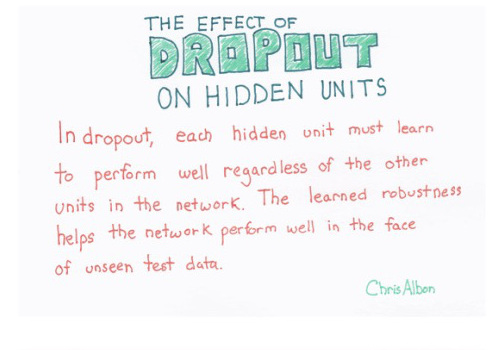 THE EFFECT OF
DROPOUT
ON HIDDEN UNITS
In dropout, each hidden unit must learn
to perform well regardless of the other
units in the network. The learned robustness
helps the network perform well in the face
of unseen test data.
Chris Albon